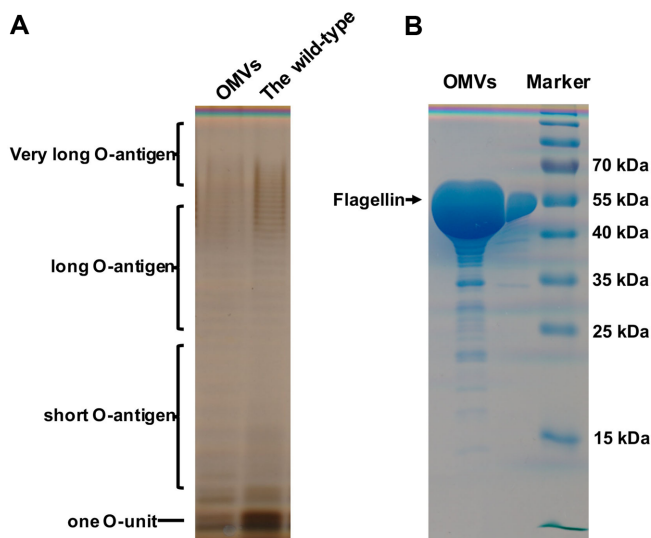 A
OMVs
The wild-type
Very long O-antigen
long O-antigen
short O-antigen
one O-unit
B
OMVs Marker
Flagellin
70 kDa
55 kDa
40 kDa
35 kDa
25 kDa
15 kDa